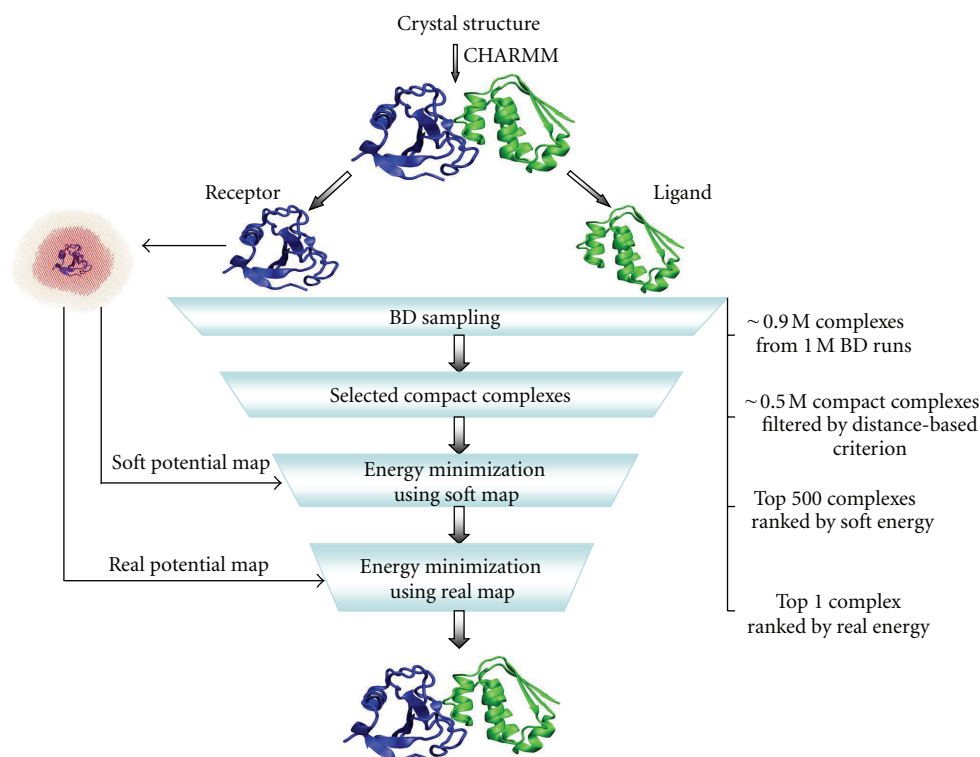 Crystal structure
CHARMM
Receptor
Ligand
BD sampling
~0.9 M complexes
from 1 M BD runs
Selected compact complexes
~0.5 M compact complexes
filtered by distance-based
criterion
Soft potential map
Energy minimization
using soft map
Top 500 complexes
ranked by soft energy
Real potential map
Energy minimization
using real map
Top 1 complex
ranked by real energy